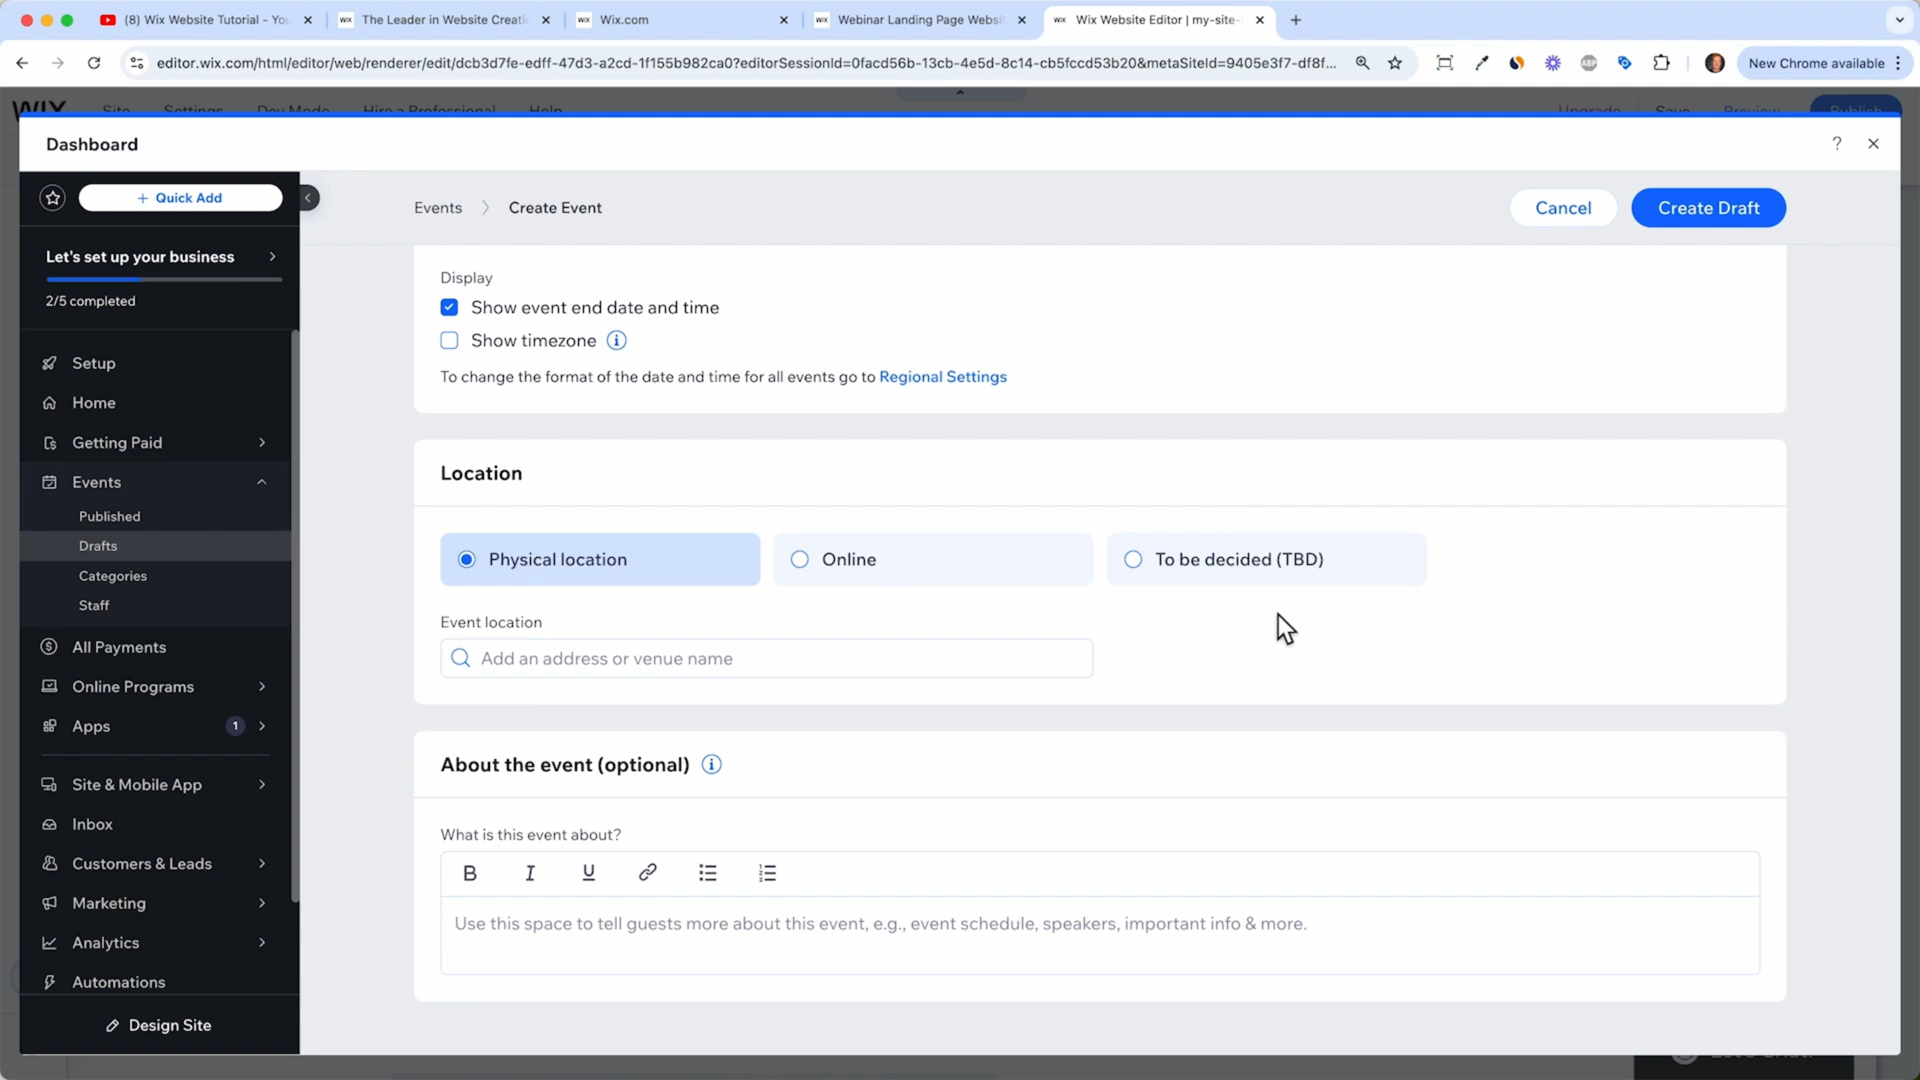 (8) Wix Website Tutorial - You
The Leader in Website Creati
Wix.com
Webinar Landing Page Websi
Wix Website Editor | my-site-
editor.wix.com/html/editor/web/renderer/edit/dcb3d7fe-edff-47d3-a2cd-1f155b982ca0?editorSessionId=0facd56b-13cb-4e5d-8c14-cb5fccd53b20&metaSiteId=9405e3f7-df8f...
ABP
New Chrome available
WIX Site Settings Dev Mode Hire a Professional Help Upgrade Save Preview Publish
Dashboard
?
+ Quick Add
Events > Create Event
Cancel
Create Draft
Let's set up your business
2/5 completed
Setup
Home
Getting Paid
Events
Published
Drafts
Categories
Staff
All Payments
Online Programs
Apps 1
Site & Mobile App
Inbox
Customers & Leads
Marketing
Analytics
Automations
Design Site
Display
Show event end date and time
Show timezone
To change the format of the date and time for all events go to Regional Settings
Location
Physical location
Online
To be decided (TBD)
Event location
Add an address or venue name
About the event (optional)
What is this event about?
B I U
Use this space to tell guests more about this event, e.g., event schedule, speakers, important info & more.
Let's Chat!